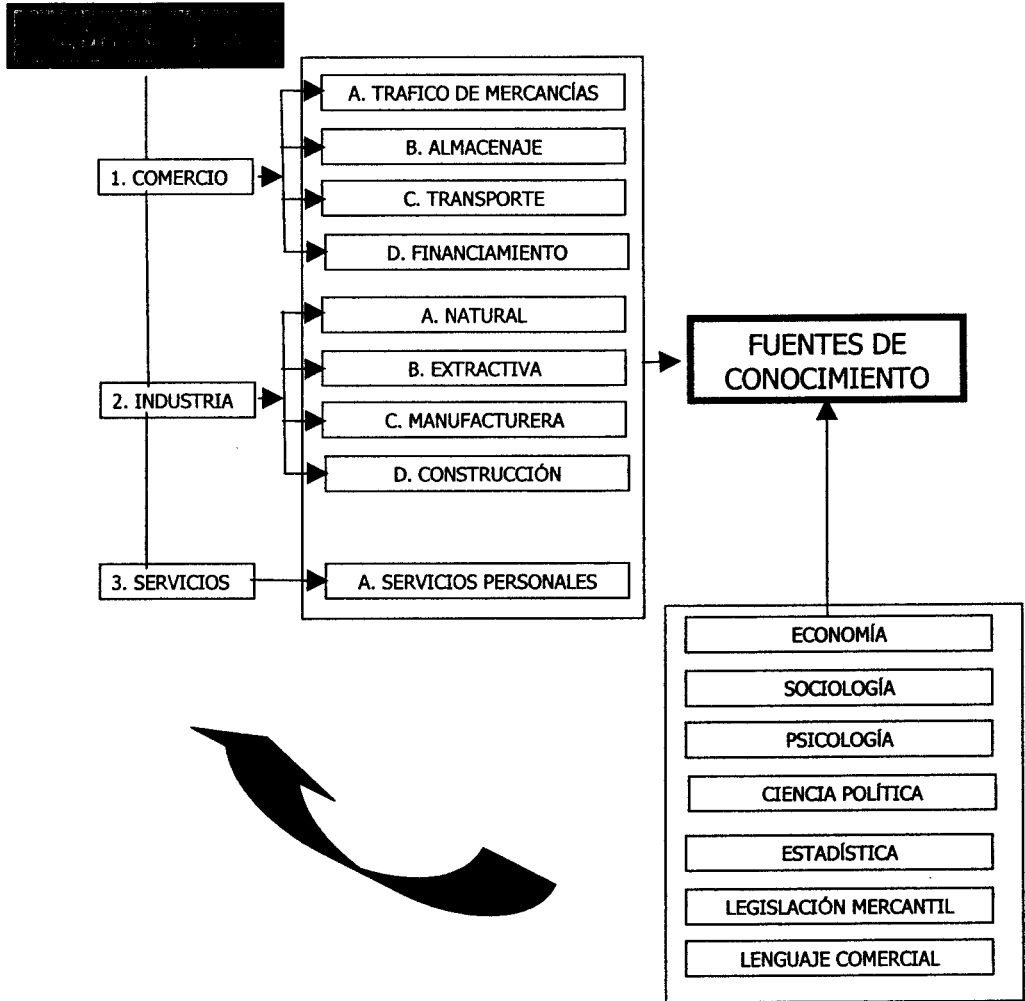 1. COMERCIO
A. TRAFICO DE MERCANCÍAS
B. ALMACENAJE
C. TRANSPORTE
D. FINANCIAMIENTO
2. INDUSTRIA
A. NATURAL
B. EXTRACTIVA
C. MANUFACTURERA
D. CONSTRUCCIÓN
3. SERVICIOS
A. SERVICIOS PERSONALES
FUENTES DE
CONOCIMIENTO
ECONOMÍA
SOCIOLOGÍA
PSICOLOGÍA
CIENCIA POLÍTICA
ESTADÍSTICA
LEGISLACIÓN MERCANTIL
LENGUAJE COMERCIAL